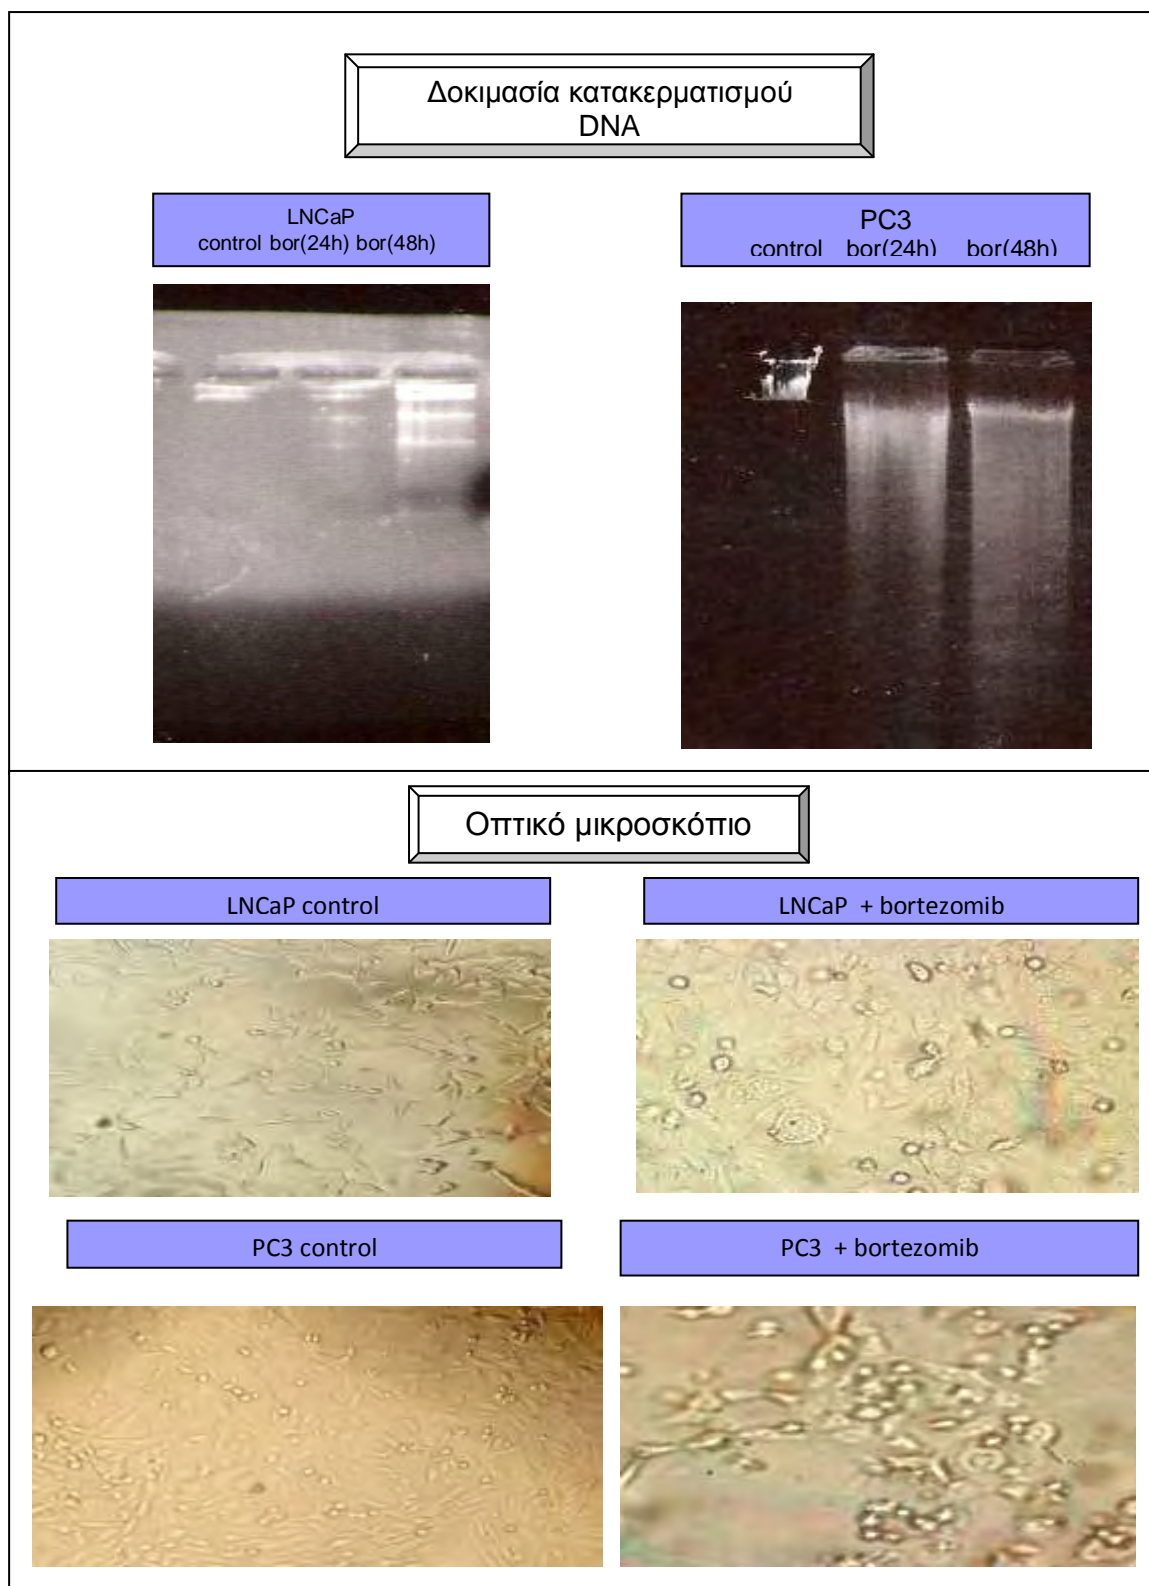 Δοκιμασία κατακερματισμού
DNA
LNCaP
control bor(24h) bor(48h)
PC3
control bor(24h) bor(48h)
Οπτικό μικροσκόπιο
LNCaP control
LNCaP + bortezomib
PC3 control
PC3 + bortezomib